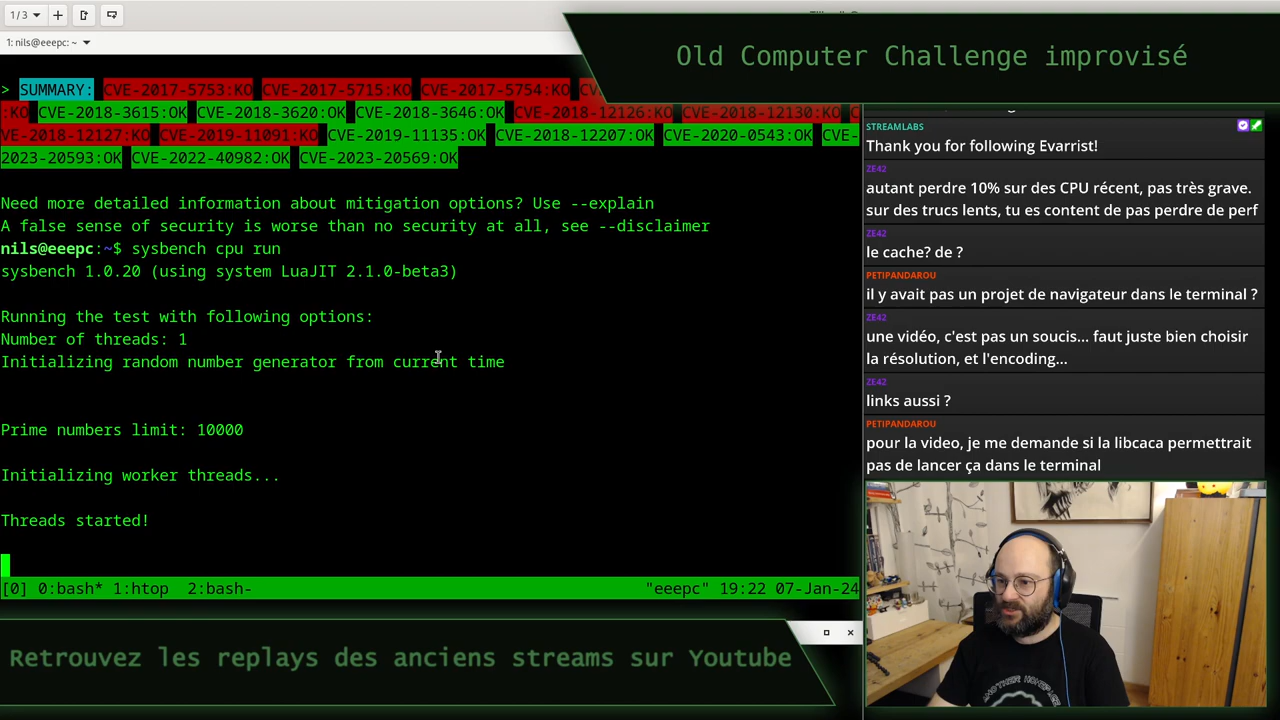 1/3
1: nils@eeepc: ~
Old Computer Challenge improvisé
> SUMMARY: CVE-2017-5753:KO CVE-2017-5715:KO CVE-2017-5754:KO
:KO CVE-2018-3615:OK CVE-2018-3620:OK CVE-2018-3646:OK CVE-2018-12126:KO CVE-2018-12130:KO C
VE-2018-12127:KO CVE-2019-11091:KO CVE-2019-11135:OK CVE-2018-12207:OK CVE-2020-0543:OK CVE-
2023-20593:OK CVE-2022-40982:OK CVE-2023-20569:OK
Need more detailed information about mitigation options? Use --explain
A false sense of security is worse than no security at all, see --disclaimer
nils@eeepc:~$ sysbench cpu run
sysbench 1.0.20 (using system LuaJIT 2.1.0-beta3)
Running the test with following options:
Number of threads: 1
Initializing random number generator from current time
Prime numbers limit: 10000
Initializing worker threads...
Threads started!
[0] 0:bash* 1:htop 2:bash- "eeepc" 19:22 07-Jan-24
STREAMLABS
Thank you for following Evarrist!
ZE42
autant perdre 10% sur des CPU récent, pas très grave.
sur des trucs lents, tu es content de pas perdre de perf
ZE42
le cache? de ?
PETIPANDAROU
il y avait pas un projet de navigateur dans le terminal ?
ZE42
une vidéo, c'est pas un soucis... faut juste bien choisir
la résolution, et l'encoding...
ZE42
links aussi ?
PETIPANDAROU
pour la video, je me demande si la libcaca permettrait
pas de lancer ça dans le terminal
Retrouvez les replays des anciens streams sur Youtube